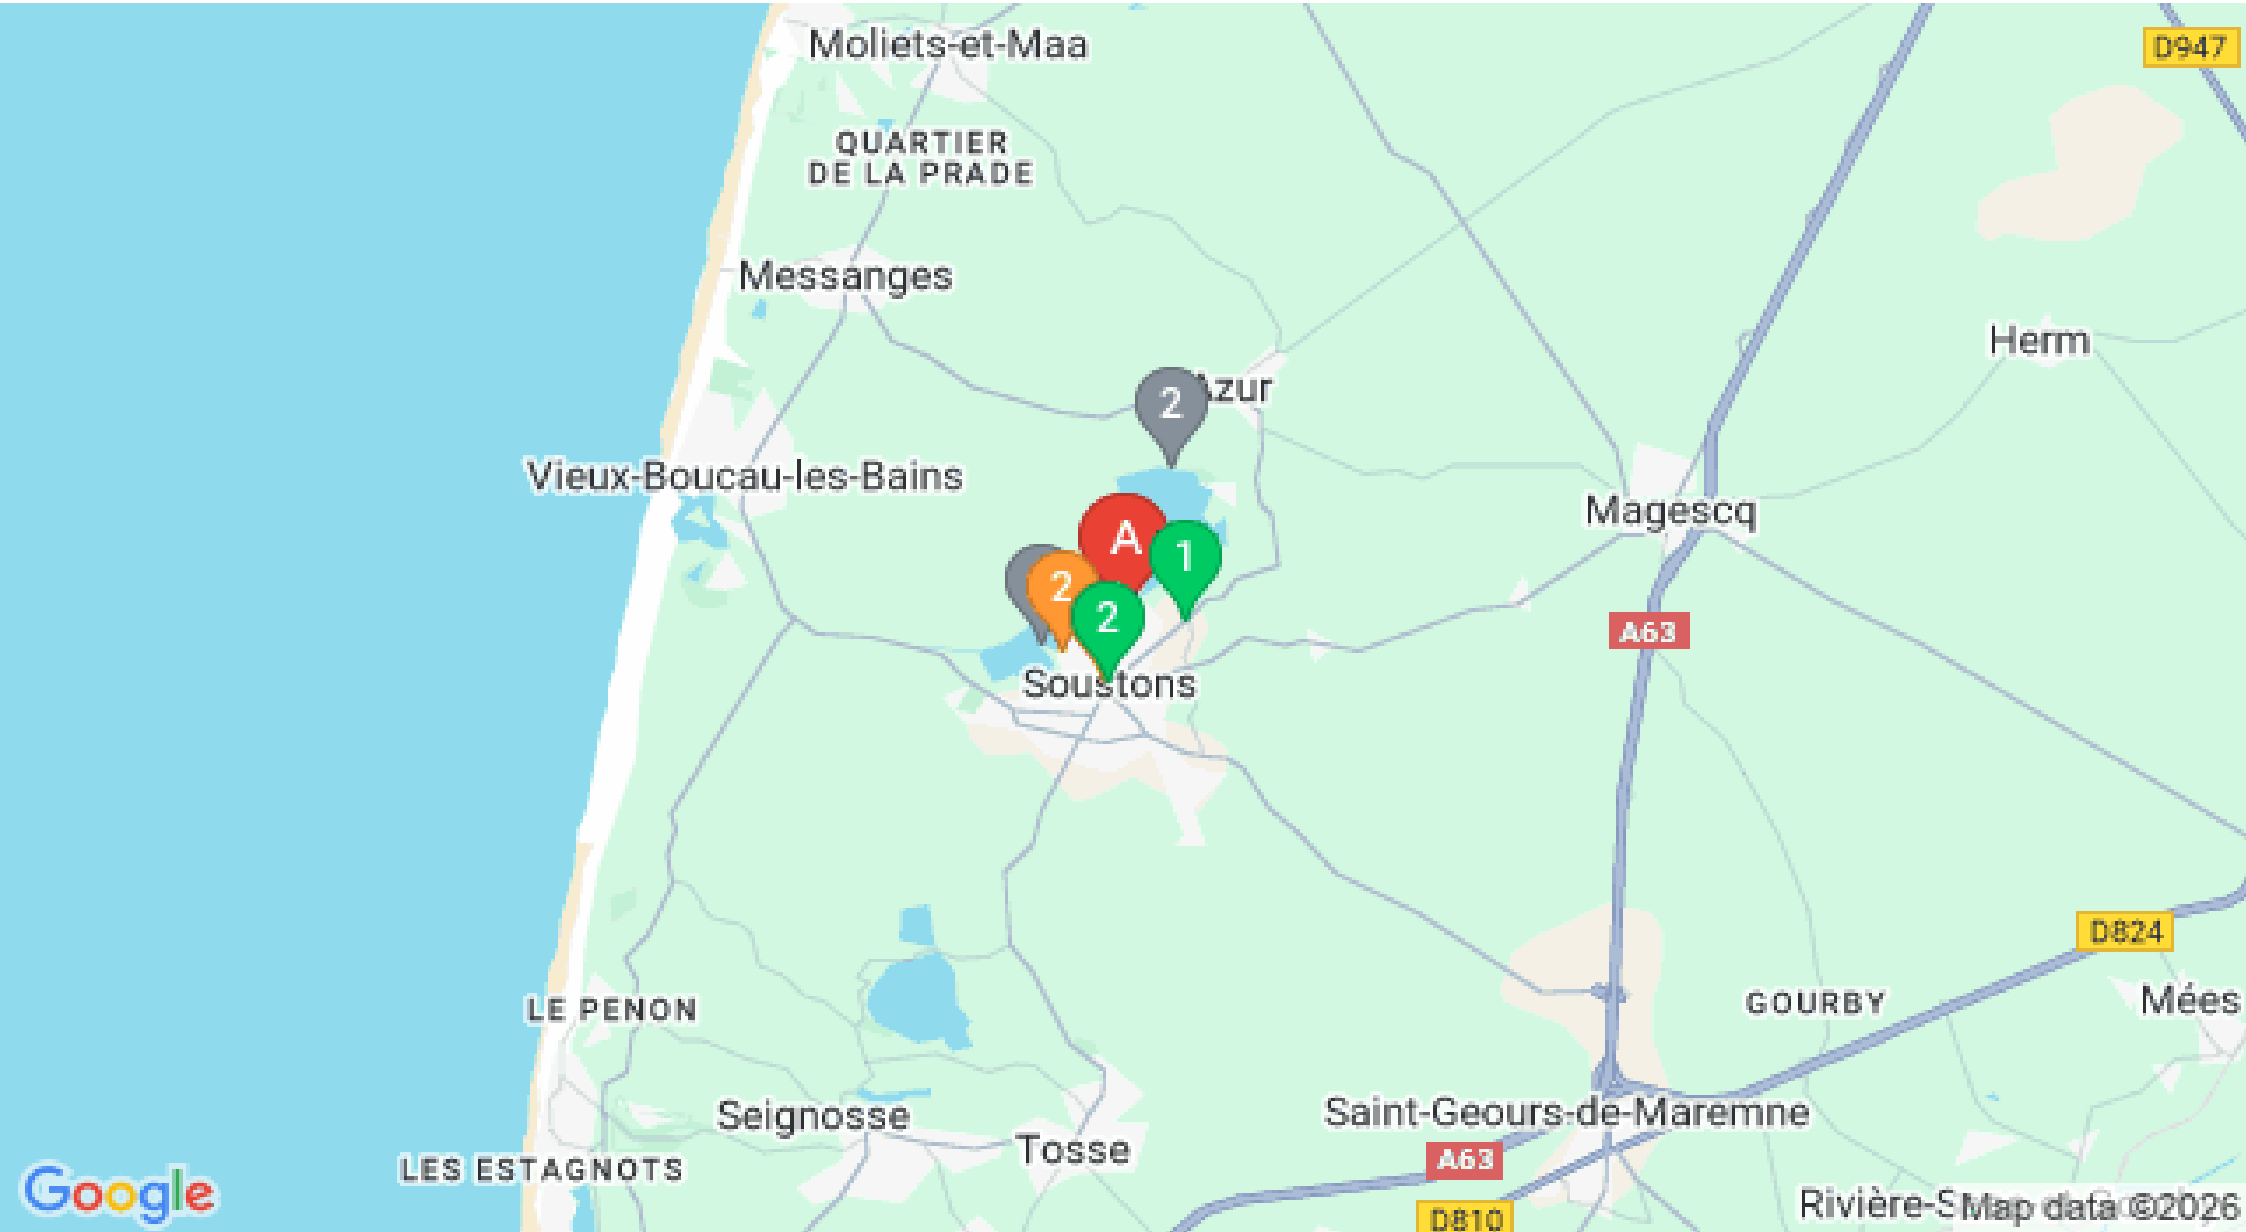 Moliets-et-Maa
D947
QUARTIER
DE LA PRADE
Messanges
Herm
2
Azur
Vieux-Boucau-les-Bains
Magescq
A
1
2
2
A63
Soustons
D824
LE PENON
GOURBY
Mées
Seignosse
Saint-Geours-de-Maremne
Tosse
A63
LES ESTAGNOTS
Google
D810
Map data ©2026